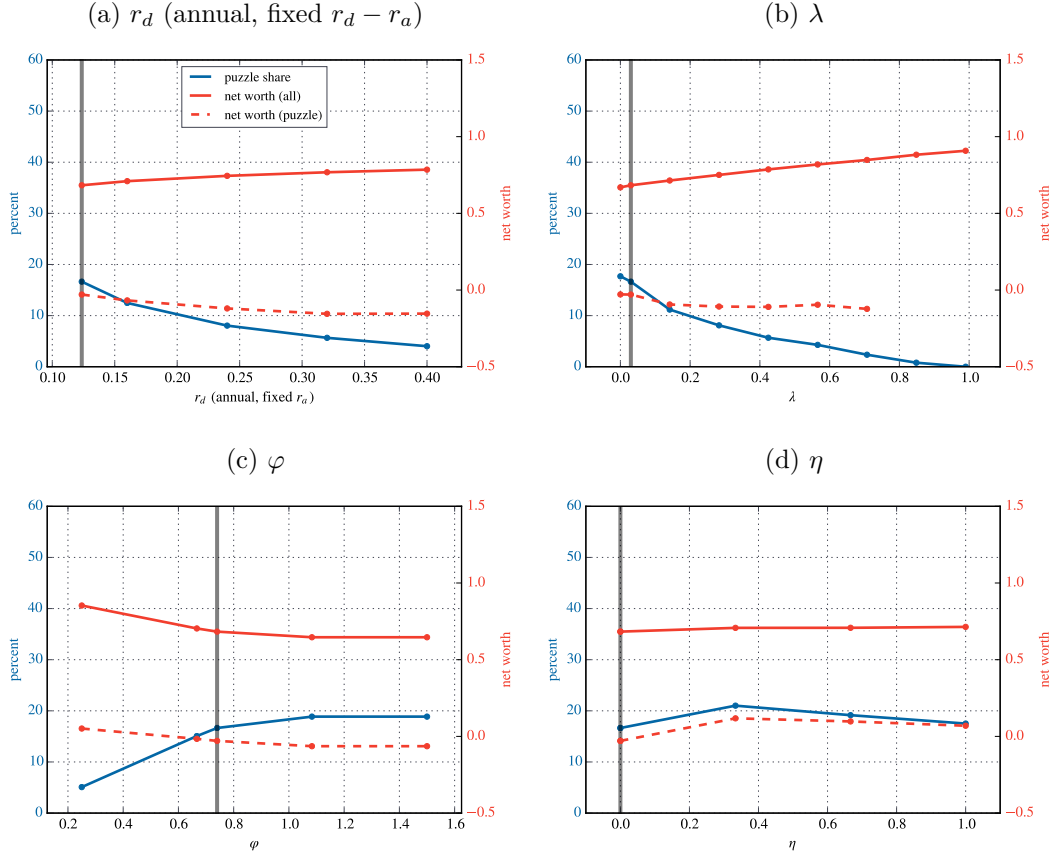 (a) r_d (annual, fixed r_d − r_a)
60
50
40
30
20
10
0
percent
1.5
1.0
0.5
0.0
−0.5
net worth
puzzle share
net worth (all)
net worth (puzzle)
0.10 0.15 0.20 0.25 0.30 0.35 0.40
r_d (annual, fixed r_a)
(b) λ
60
50
40
30
20
10
0
percent
1.5
1.0
0.5
0.0
−0.5
net worth
0.0 0.2 0.4 0.6 0.8 1.0
λ
(c) φ
60
50
40
30
20
10
0
percent
1.5
1.0
0.5
0.0
−0.5
net worth
0.2 0.4 0.6 0.8 1.0 1.2 1.4 1.6
φ
(d) η
60
50
40
30
20
10
0
percent
1.5
1.0
0.5
0.0
−0.5
net worth
0.0 0.2 0.4 0.6 0.8 1.0
η